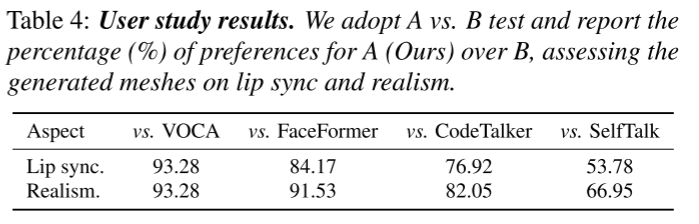 Table 4: User study results. We adopt A vs. B test and report the
percentage (%) of preferences for A (Ours) over B, assessing the
generated meshes on lip sync and realism.
Aspect vs. VOCA vs. FaceFormer vs. CodeTalker vs. SelfTalk
Lip sync. 93.28 84.17 76.92 53.78
Realism. 93.28 91.53 82.05 66.95